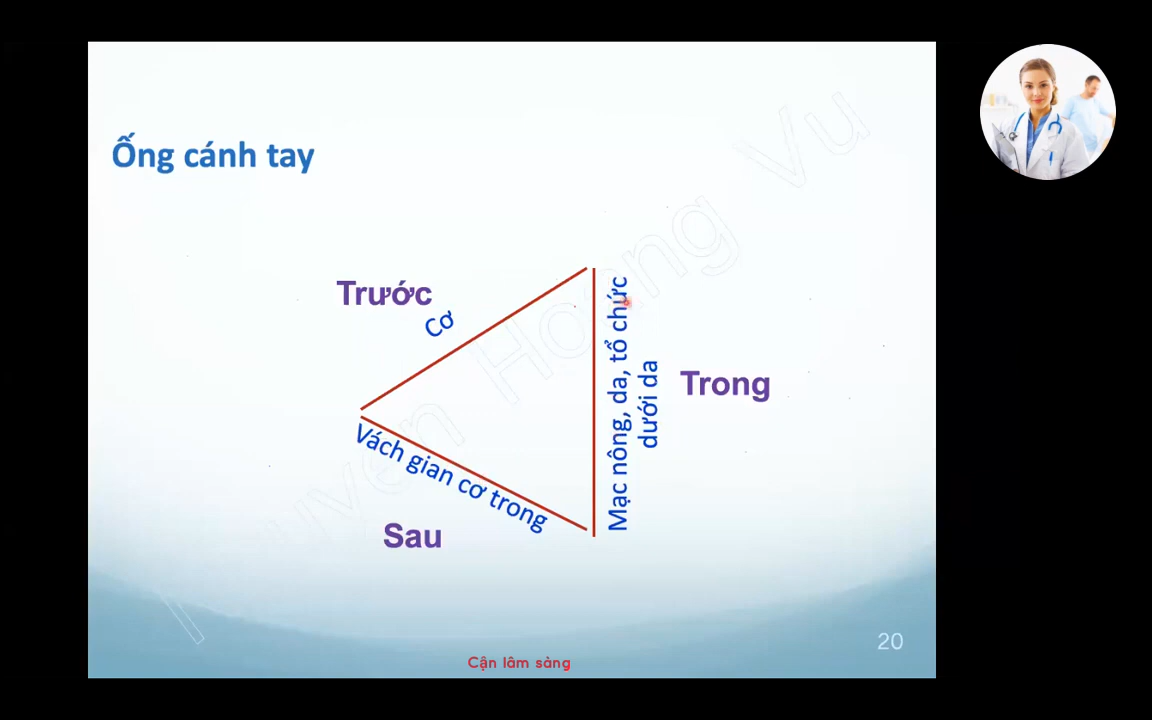 Ống cánh tay
Trước
Cơ
Mạc nông, da, tổ chức
dưới da
Trong
Vách gian cơ trong
Sau
20
Cận lâm sàng